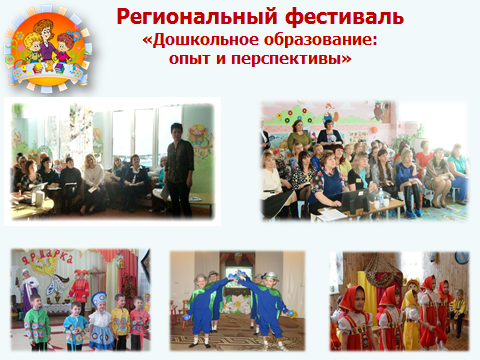 Региональный фестиваль
«Дошкольное образование:
опыт и перспективы»
ЯРМАРКА